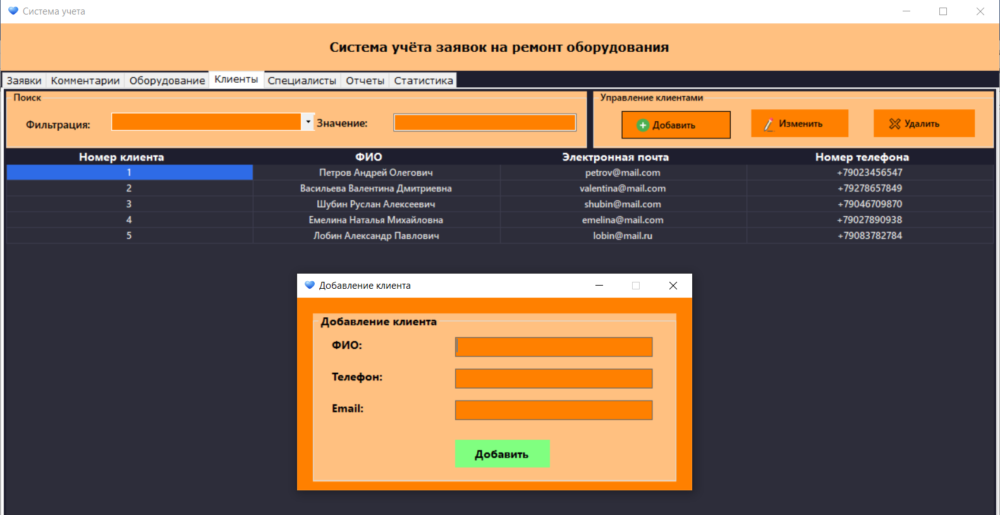 Система учета
Система учёта заявок на ремонт оборудования
Заявки Комментарии Оборудование Клиенты Специалисты Отчеты Статистика
Поиск
Фильтрация: Значение:
Управление клиентами
Добавить Изменить Удалить
Номер клиента ФИО Электронная почта Номер телефона
1 Петров Андрей Олегович petrov@mail.com +79023456547
2 Васильева Валентина Дмитриевна valentina@mail.com +79278657849
3 Шубин Руслан Алексеевич shubin@mail.com +79046709870
4 Емелина Наталья Михайловна emelina@mail.com +79027890938
5 Лобин Александр Павлович lobin@mail.ru +79083782784
Добавление клиента
Добавление клиента
ФИО:
Телефон:
Email:
Добавить